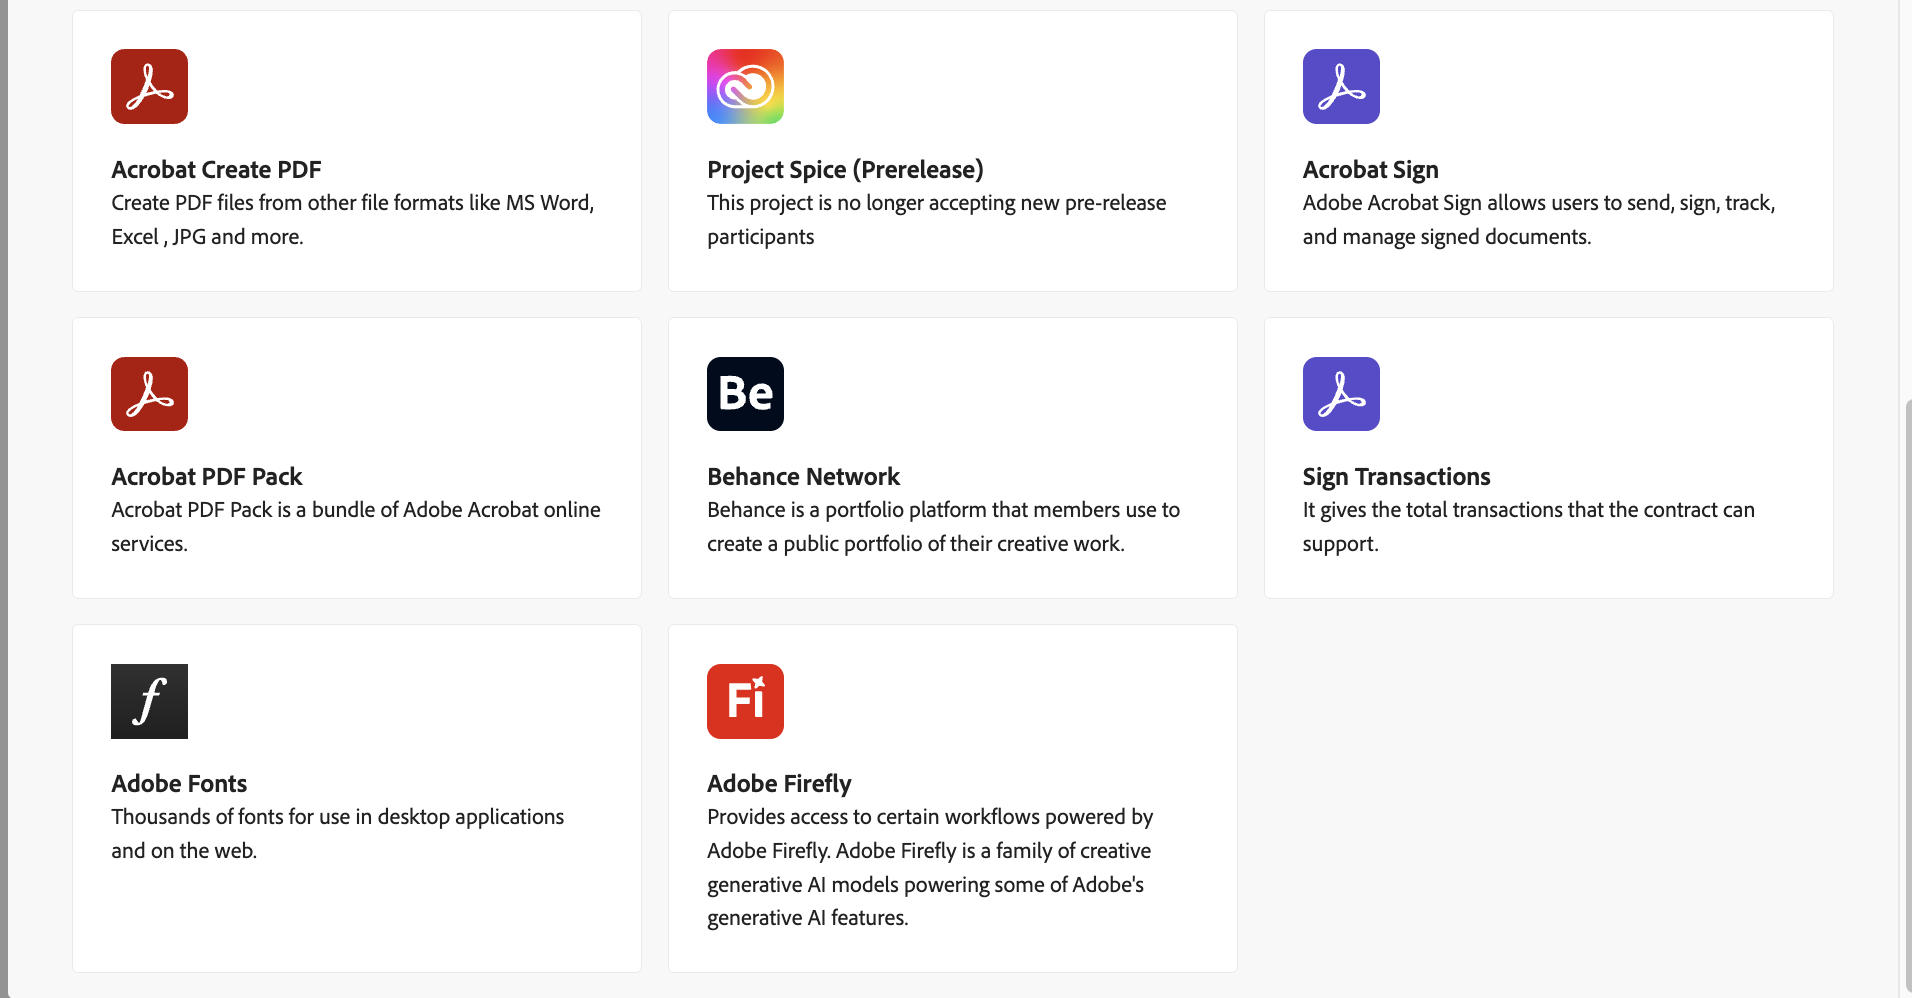 Acrobat Create PDF
Create PDF files from other file formats like MS Word,
Excel , JPG and more.
Project Spice (Prerelease)
This project is no longer accepting new pre-release
participants
Acrobat Sign
Adobe Acrobat Sign allows users to send, sign, track,
and manage signed documents.
Acrobat PDF Pack
Acrobat PDF Pack is a bundle of Adobe Acrobat online
services.
Be
Behance Network
Behance is a portfolio platform that members use to
create a public portfolio of their creative work.
Sign Transactions
It gives the total transactions that the contract can
support.
f
Adobe Fonts
Thousands of fonts for use in desktop applications
and on the web.
Fi
Adobe Firefly
Provides access to certain workflows powered by
Adobe Firefly. Adobe Firefly is a family of creative
generative AI models powering some of Adobe's
generative AI features.